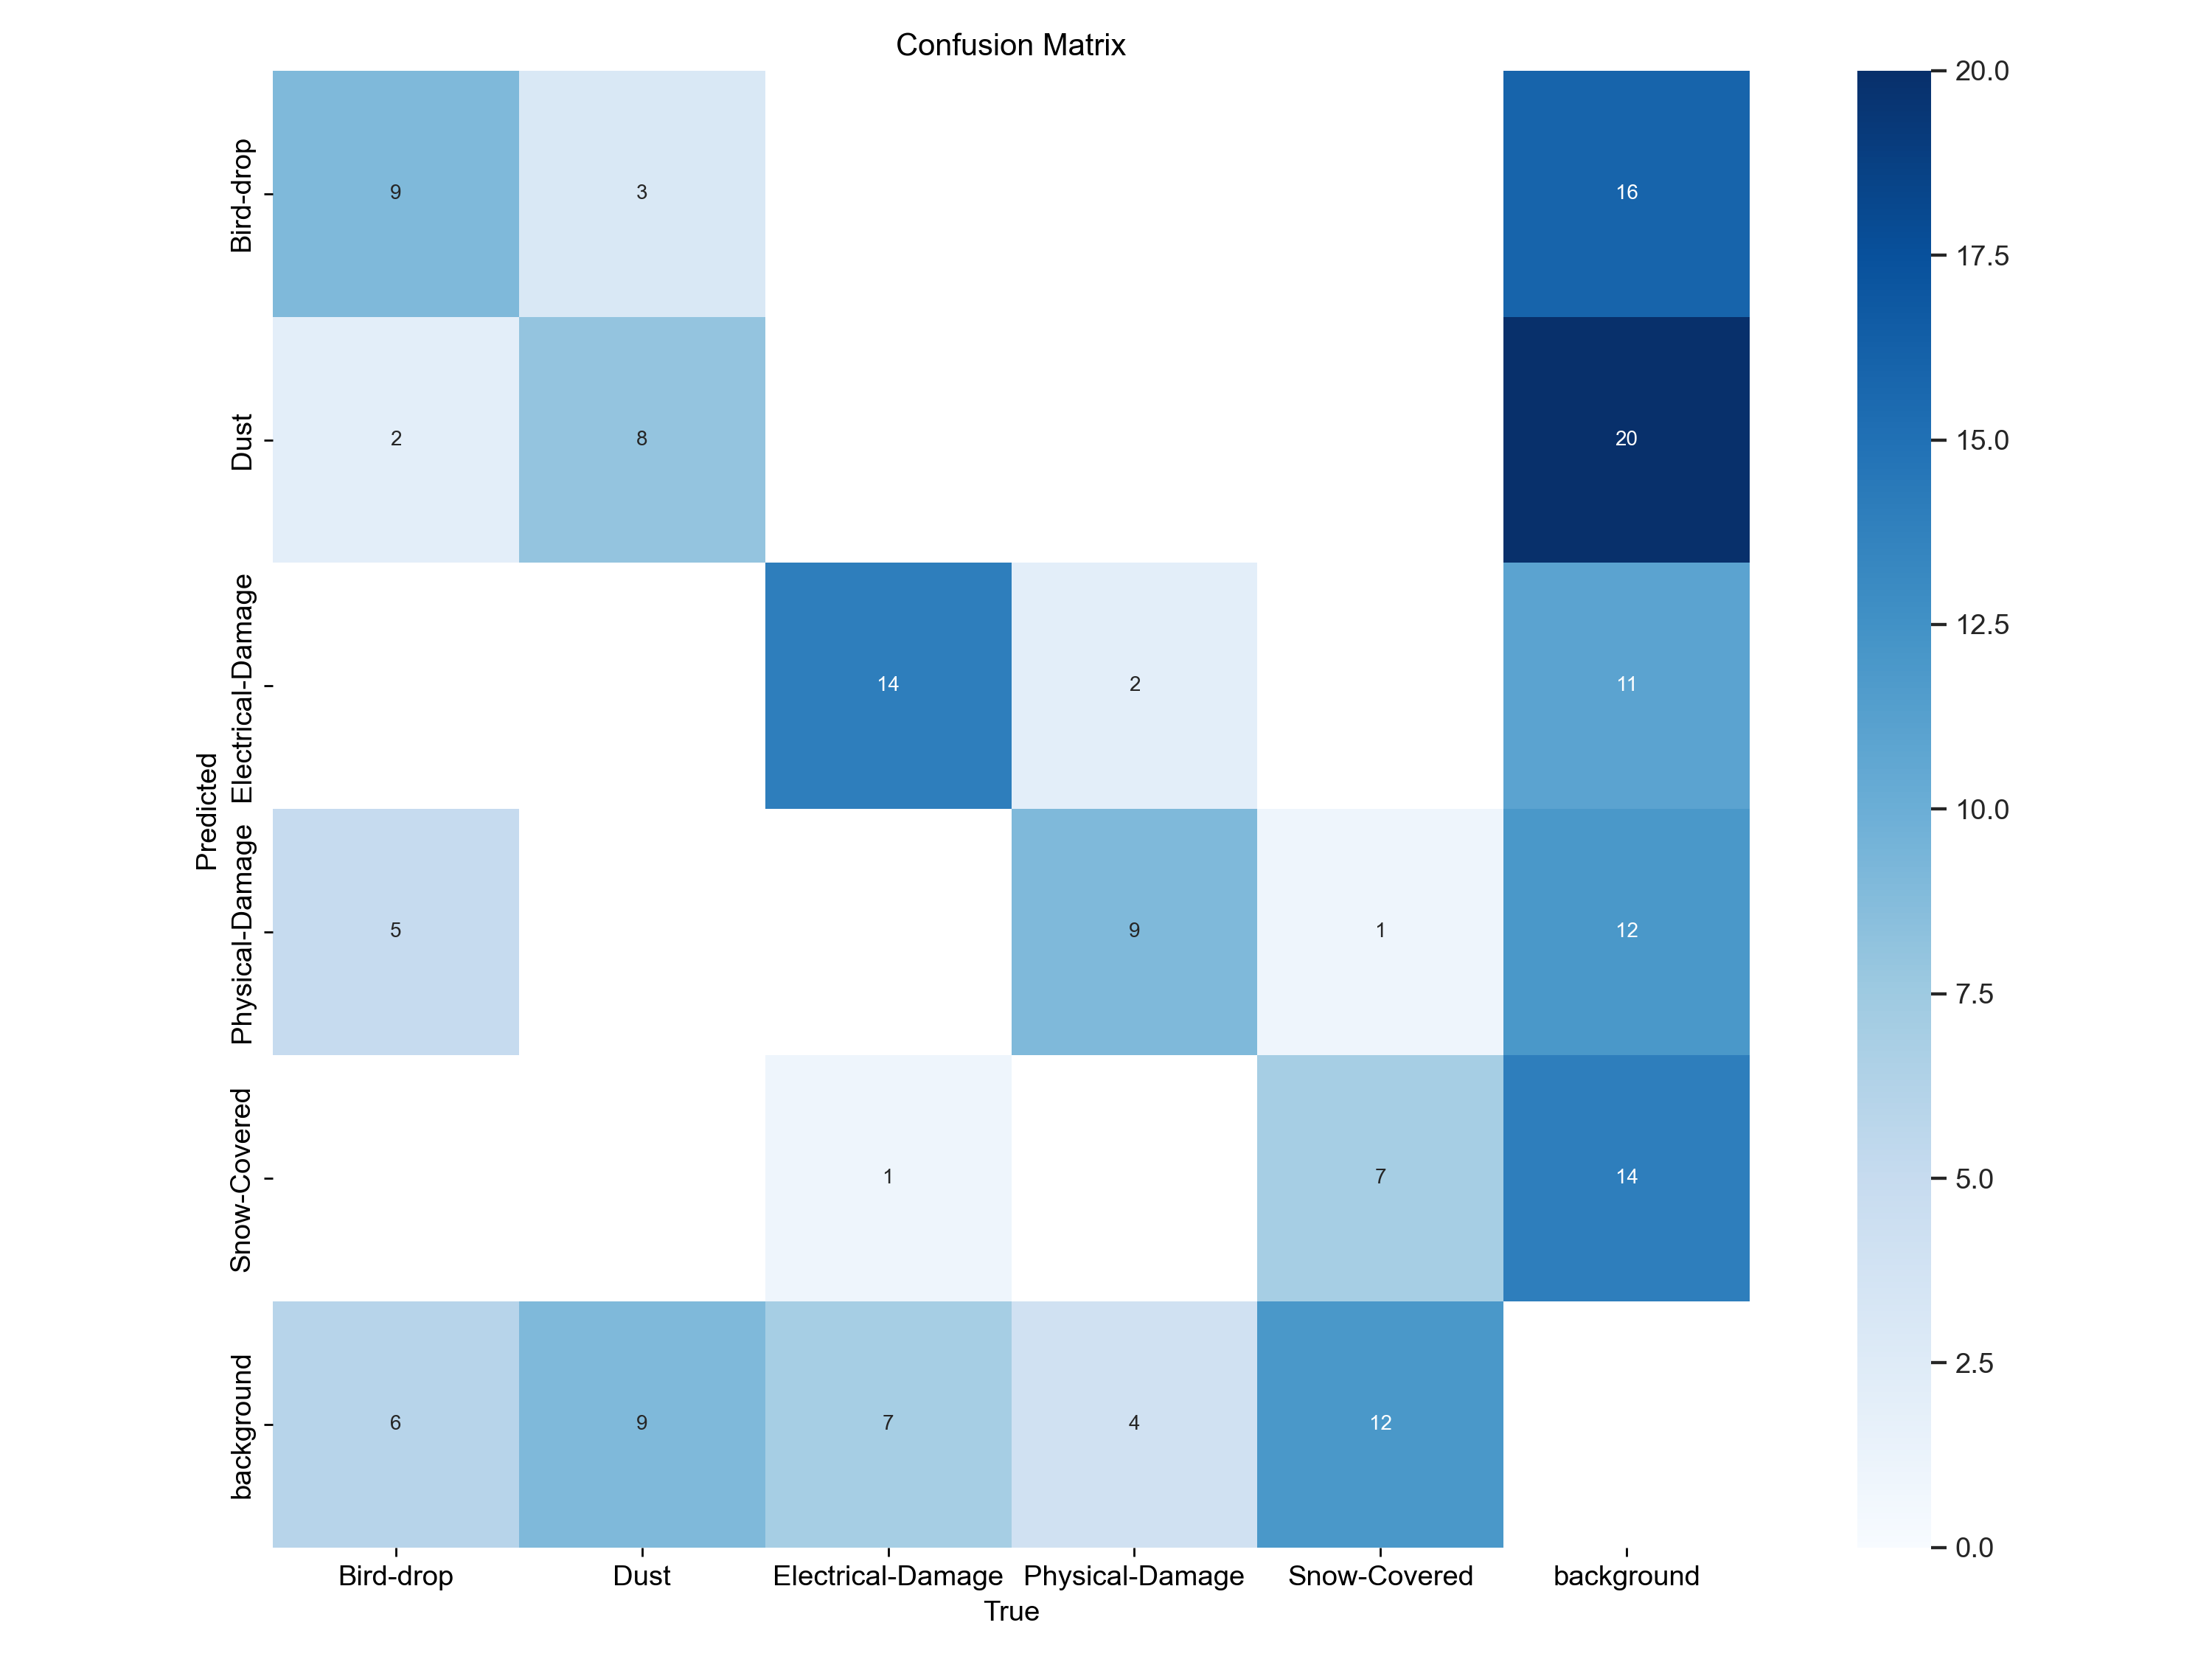 Confusion Matrix
Bird-drop
9
3
16
Dust
2
8
20
Electrical-Damage
14
2
11
Physical-Damage
5
9
1
12
Snow-Covered
1
7
14
background
6
9
7
4
12
Predicted
Bird-drop
Dust
Electrical-Damage
Physical-Damage
Snow-Covered
background
True
20.0
17.5
15.0
12.5
10.0
7.5
5.0
2.5
0.0